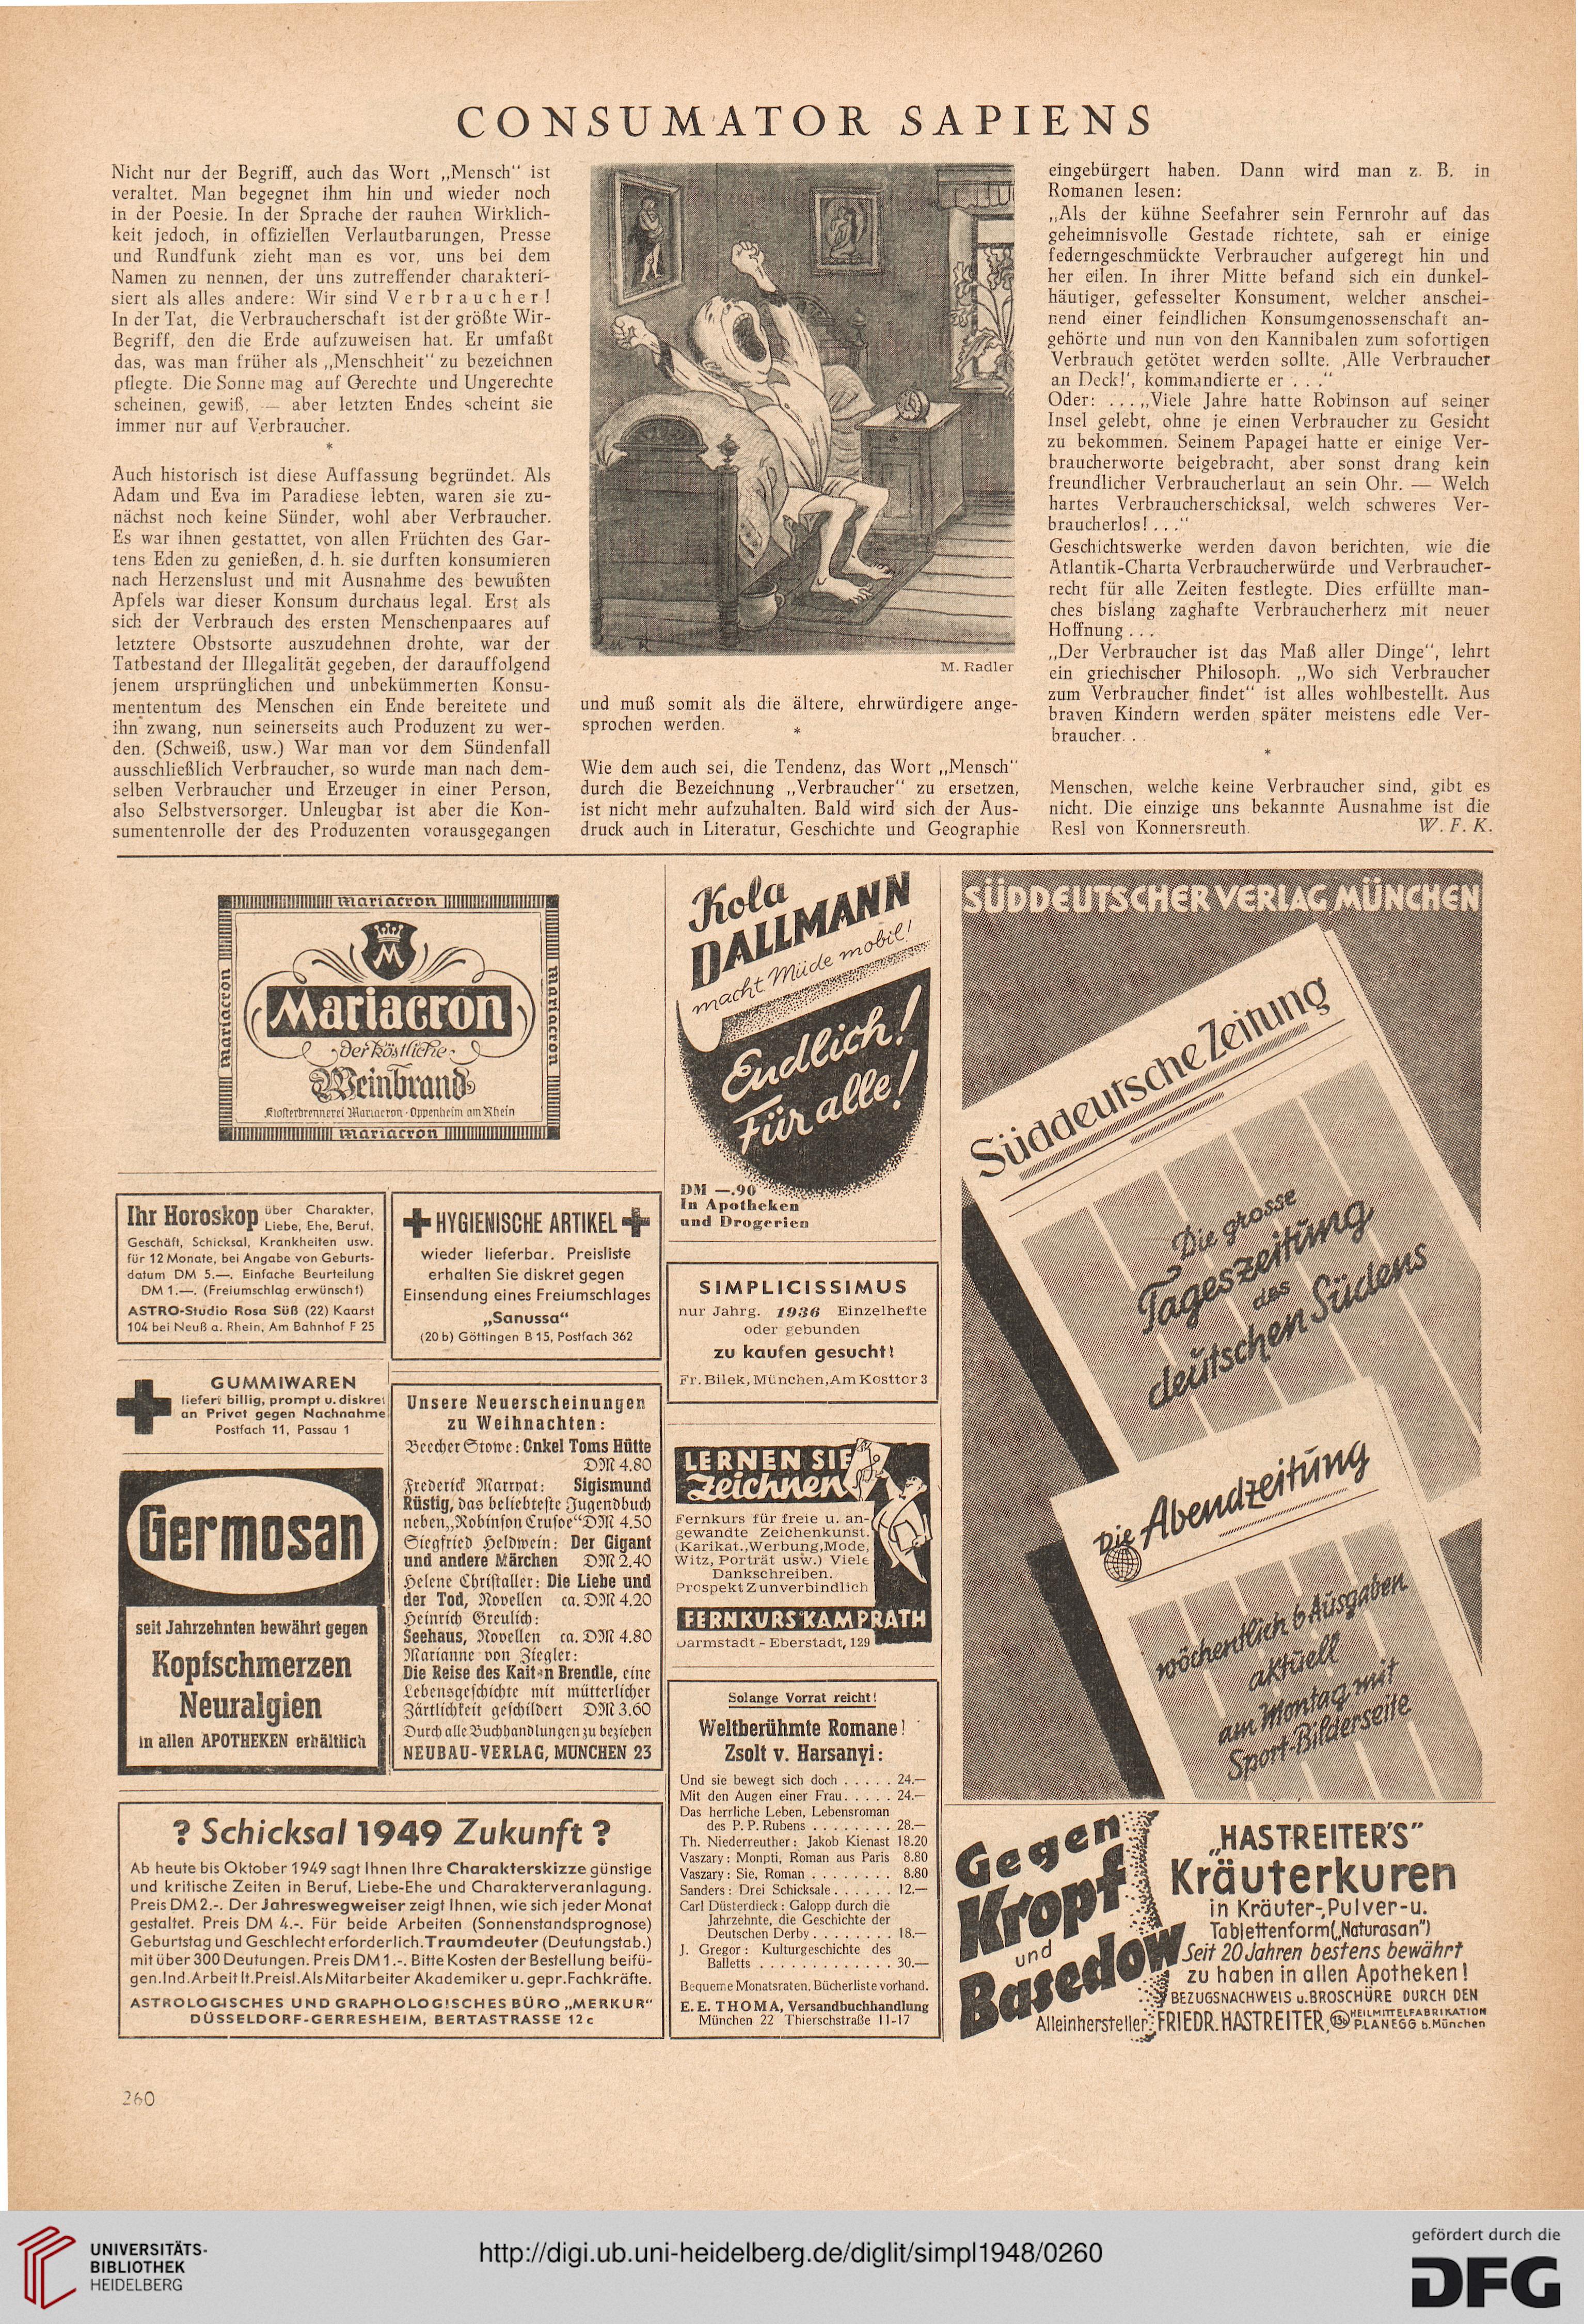 CONSUMATOR SAPIENS
Nicht nur der Begriff, auch das Wort „Mensch“ ist
veraltet. Man begegnet ihm hin und wieder noch
in der Poesie. In der Sprache der rauhen Wirklich-
keit jedoch, in offiziellen Verlautbarungen, Presse
und Rundfunk zieht man es vor, uns bei dem
Namen zu nennen, der uns zutreffender charakteri-
siert als alles andere: Wir sind Verbraucher!
In der Tat, die Verbraucherschaft ist der größte Wir-
Begriff, den die Erde aufzuweisen hat. Er umfaßt
das, was man früher als „Menschheit“ zu bezeichnen
pflegte. Die Sonne mag auf Gerechte und Ungerechte
scheinen, gewiß, — aber letzten Endes scheint sie
immer nur auf Verbraucher.
*
Auch historisch ist diese Auffassung begründet. Als
Adam und Eva im Paradiese lebten, waren sie zu-
nächst noch keine Sünder, wohl aber Verbraucher.
Es war ihnen gestattet, von allen Früchten des Gar-
tens Eden zu genießen, d. h. sie durften konsumieren
nach Herzenslust und mit Ausnahme des bewußten
Apfels war dieser Konsum durchaus legal. Erst als
sich der Verbrauch des ersten Menschenpaares auf
letztere Obstsorte auszudehnen drohte, war der
Tatbestand der Illegalität gegeben, der darauffolgend
jenem ursprünglichen und unbekümmerten Konsu-
mententum des Menschen ein Ende bereitete und
ihn zwang, nun seinerseits auch Produzent zu wer-
den. (Schweiß, usw.) War man vor dem Sündenfall
ausschließlich Verbraucher, so wurde man nach dem-
selben Verbraucher und Erzeuger in einer Person,
also Selbstversorger. Unleugbar ist aber die Kon-
sumentenrolle der des Produzenten vorausgegangen
M. R
M. Radler
und muß somit als die ältere, ehrwürdigere ange-
sprochen werden.
*
Wie dem auch sei, die Tendenz, das Wort „Mensch“
durch die Bezeichnung „Verbraucher“ zu ersetzen,
ist nicht mehr aufzuhalten. Bald wird sich der Aus-
druck auch in Literatur, Geschichte und Geographie
eingebürgert haben. Dann wird man z. B. in
Romanen lesen:
„Als der kühne Seefahrer sein Fernrohr auf das
geheimnisvolle Gestade richtete, sah er einige
federngeschmückte Verbraucher aufgeregt hin und
her eilen. In ihrer Mitte befand sich ein dunkel-
häutiger, gefesselter Konsument, welcher anschei-
nend einer feindlichen Konsumgenossenschaft an-
gehörte und nun von den Kannibalen zum sofortigen
Verbrauch getötet werden sollte. ‚Alle Verbraucher
an Deck!‘, kommandierte er . . .“
Oder: . . . „Viele Jahre hatte Robinson auf seiner
Insel gelebt, ohne je einen Verbraucher zu Gesicht
zu bekommen. Seinem Papagei hatte er einige Ver-
braucherworte beigebracht, aber sonst drang kein
freundlicher Verbraucherlaut an sein Ohr. — Welch
hartes Verbraucherschicksal, welch schweres Ver-
braucherlos! . . .“
Geschichtswerke werden davon berichten, wie die
Atlantik-Charta Verbraucherwürde und Verbraucher-
recht für alle Zeiten festlegte. Dies erfüllte man-
ches bislang zaghafte Verbraucherherz mit neuer
Hoffnung . . .
„Der Verbraucher ist das Maß aller Dinge“, lehrt
ein griechischer Philosoph. „Wo sich Verbraucher
zum Verbraucher findet“ ist alles wohlbestellt. Aus
braven Kindern werden später meistens edle Ver-
braucher. .
*
Menschen, welche keine Verbraucher sind, gibt es
nicht. Die einzige uns bekannte Ausnahme ist die
Resl von Konnersreuth. W. F. K.
mariacron
mariacron
mariacron
M
Mariacron
Der köstliche
Weinbrand
Klosterbrennerei Mariacron · Oppenheim am Rhein
mariacron
Kola
DALLMANN
macht Müde mobil!
Endlich!
Für alle!
DM —.90
In Apotheken
und Drogerien
SÜDDEUTSCHER VERLAG MÜNCHEN
Süddeutsche Zeitung
Die grosse
Tageszeitung
des
deutschen Südens
Die Abendzeitung
wöchentlich 6 Ausgaben
aktuell
am Montag mit
Sport-Bilderseite
Ihr Horoskop über Charakter,
Liebe, Ehe, Beruf,
Geschäft, Schicksal, Krankheiten usw.
für 12 Monate, bei Angabe von Geburts-
datum DM 5.—. Einfache Beurteilung
DM 1.—. (Freiumschlag erwünscht)
ASTRO-Studio Rosa Süß (22) Kaarst
104 bei Neuß a. Rhein, Am Bahnhof F 25
HYGIENISCHE ARTIKEL
wieder lieferbar. Preisliste
erhalten Sie diskret gegen
Einsendung eines Freiumschlages
„Sanussa“
(20 b) Göttingen B 15, Postfach 362
SIMPLICISSIMUS
nur Jahrg. 1936 Einzelhefte
oder gebunden
zu kaufen gesucht!
Fr. Bilek, München, Am Kosttor 3
GUMMIWAREN
liefert billig, prompt u. diskret
an Privat gegen Nachnahme
Postfach 11, Passau 1
Germosan
seit Jahrzehnten bewährt gegen
Kopfschmerzen
Neuralgien
in allen APOTHEKEN erhältlich
Unsere Neuerscheinungen
zu Weihnachten:
Beecher Stowe: Onkel Toms Hütte
DM 4.80
Frederick Marryat: Sigismund
Rüstig, das beliebteste Jugendbuch
neben „Robinson Crusoe“ DM 4.50
Siegfried Heldwein: Der Gigant
und andere Märchen DM 2.40
Helene Christaller: Die Liebe und
der Tod, Novellen ca. DM 4.20
Heinrich Greulich:
Seehaus, Novellen ca. DM 4.80
Marianne von Ziegler:
Die Reise des Brendle, eine
Lebensgeschichte mit mütterlicher
Zärtlichkeit geschildert DM 3.60
Durch alle Buchhandlungen zu beziehen
NEUBAU-VERLAG, MÜNCHEN 23
LERNEN SIE
Zeichnen
Fernkurs für freie u. an-
gewandte Zeichenkunst.
(Karikat., Werbung, Mode,
Witz, Porträt usw.) Viele
Dankschreiben.
Prospekt Z unverbindlich
FERNKURS KAMPRATH
Darmstadt - Eberstadt, 129
Solange Vorrat reicht!
Weltberühmte Romane!
Zsolt v. Harsanyi:
Und sie bewegt sich doch . . . . . 24.—
Mit den Augen einer Frau . . . . . 24.—
Das herrliche Leben, Lebensroman
des P. P. Rubens . . . . . . . . 28.—
Th. Niederreuther: Jakob Kienast 18.20
Vaszary: Monpti, Roman aus Paris 8.80
Vaszary: Sie, Roman . . . . . . . . 8.80
Sanders: Drei Schicksale . . . . . . 12.—
Carl Düsterdieck: Galopp durch die
Jahrzehnte, die Geschichte der
Deutschen Derby . . . . . . . . 18.—
J. Gregor: Kulturgeschichte des
Balletts . . . . . . . . . . . . . 30.—
Bequeme Monatsraten. Bücherliste vorhand.
E. E. THOMA, Versandbuchhandlung
München 22 Thierschstraße 11-17
? Schicksal 1949 Zukunft ?
Ab heute bis Oktober 1949 sagt Ihnen Ihre Charakterskizze günstige
und kritische Zeiten in Beruf, Liebe-Ehe und Charakterveranlagung.
Preis DM 2.-. Der Jahreswegweiser zeigt Ihnen, wie sich jeder Monat
gestaltet. Preis DM 4.-. Für beide Arbeiten (Sonnenstandsprognose)
Geburtstag und Geschlecht erforderlich. Traumdeuter (Deutungstab.)
mit über 300 Deutungen. Preis DM 1.-. Bitte Kosten der Bestellung beifü-
gen. Ind. Arbeit lt. Preisl. Als Mitarbeiter Akademiker u. gepr. Fachkräfte.
ASTROLOGISCHES UND GRAPHOLOGISCHES BÜRO „MERKUR“
DÜSSELDORF-GERRESHEIM, BERTASTRASSE 12 c
Gegen
Kropf
und
Basedow
„HASTREITER'S“
Kräuterkuren
in Kräuter-, Pulver- u.
Tablettenform („Naturasan“)
Seit 20 Jahren bestens bewährt
zu haben in allen Apotheken!
BEZUGSNACHWEIS u. BROSCHÜRE DURCH DEN
Alleinhersteller: FRIEDR. HASTREITER, 13b HEILMITTELFABRIKATION
PLANEGG b. München
260
UNIVERSITÄTS-
BIBLIOTHEK
HEIDELBERG
http://digi.ub.uni-heidelberg.de/diglit/simpl1948/0260
gefördert durch die
DFG